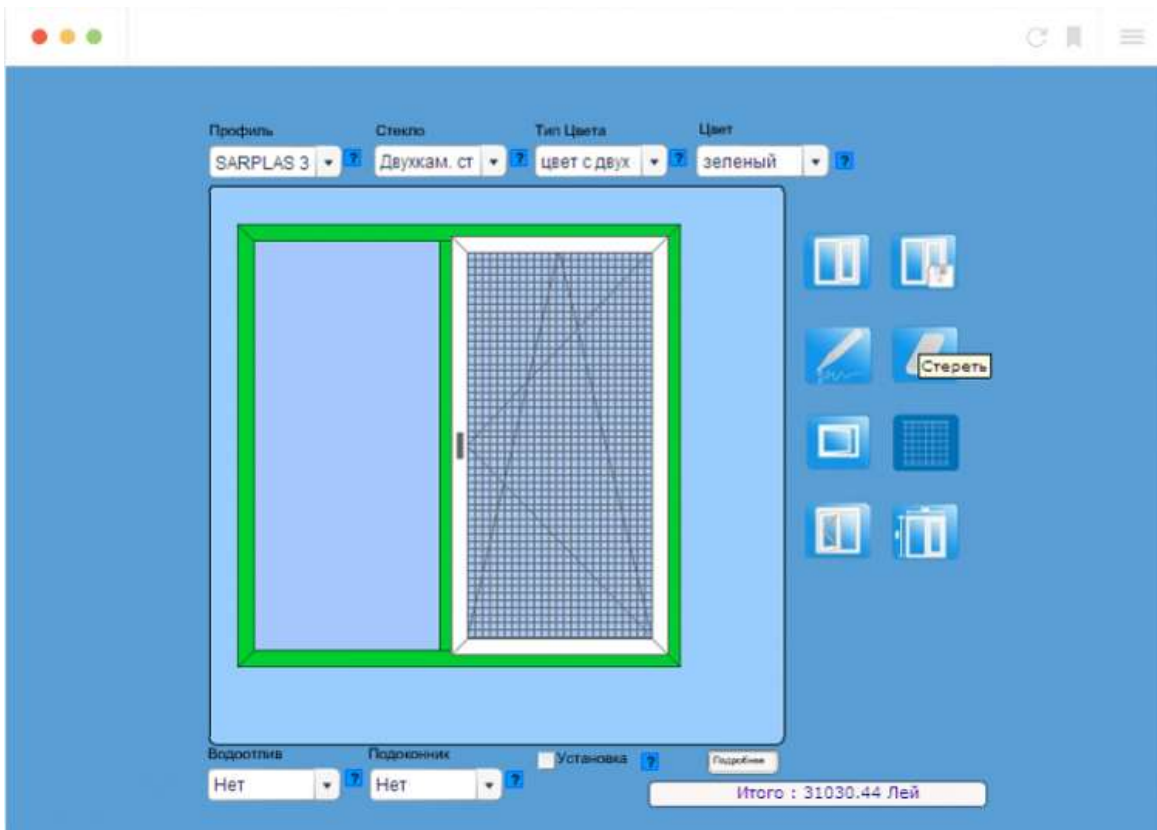 Профиль Стекло Тип Цвета Цвет
SARPLAS 3 ? Двухкам. ст ? цвет с двух ? зеленый ?
Стереть
Водоотлив Подоконник Установка ? Подробнее
Нет ? Нет ?
Итого : 31030.44 Лей